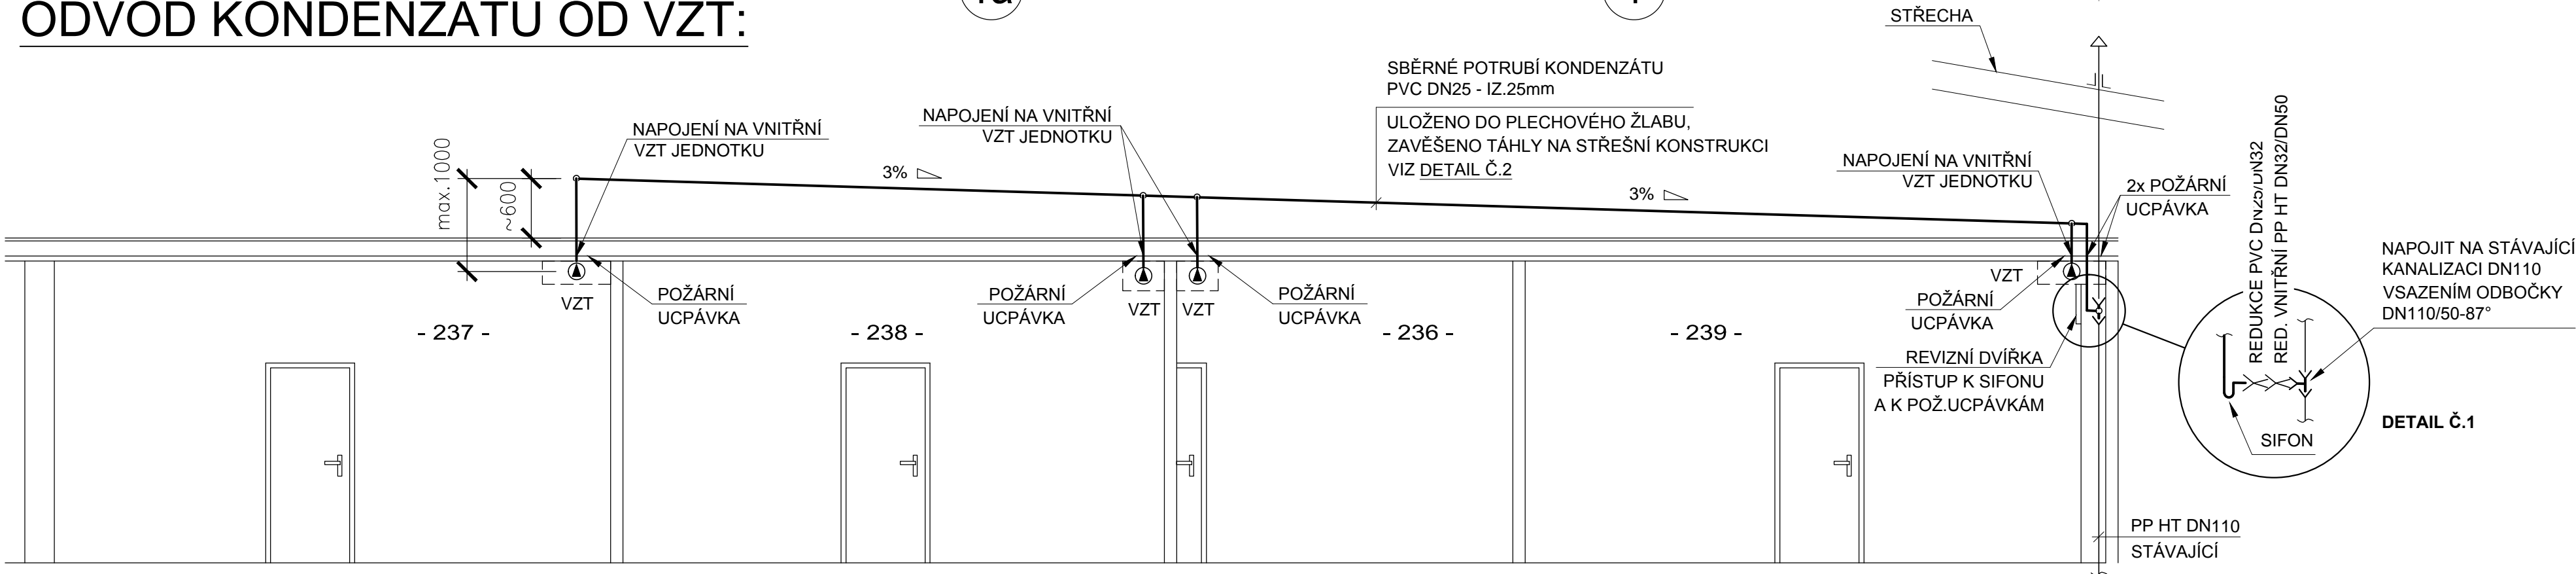 ODVOD KONDENZÁTU OD VZT:
STŘECHA
SBĚRNÉ POTRUBÍ KONDENZÁTU
PVC DN25 - IZ.25mm
ULOŽENO DO PLECHOVÉHO ŽLABU,
ZAVĚŠENO TÁHLY NA STŘEŠNÍ KONSTRUKCI
VIZ DETAIL Č.2
NAPOJENÍ NA VNITŘNÍ
VZT JEDNOTKU
NAPOJENÍ NA VNITŘNÍ
VZT JEDNOTKU
NAPOJENÍ NA VNITŘNÍ
VZT JEDNOTKU
max.1000
~600
3%
3%
2x POŽÁRNÍ
UCPÁVKA
REDUKCE PVC DN25/DN32
RED. VNITŘNÍ PP HT DN32/DN50
NAPOJIT NA STÁVAJÍCÍ
KANALIZACI DN110
VSAZENÍM ODBOČKY
DN110/50-87°
VZT
POŽÁRNÍ
UCPÁVKA
POŽÁRNÍ
UCPÁVKA
VZT
VZT
POŽÁRNÍ
UCPÁVKA
VZT
POŽÁRNÍ
UCPÁVKA
- 237 -
- 238 -
- 236 -
- 239 -
REVIZNÍ DVÍŘKA
PŘÍSTUP K SIFONU
A K POŽ.UCPÁVKÁM
SIFON
DETAIL Č.1
PP HT DN110
STÁVAJÍCÍ